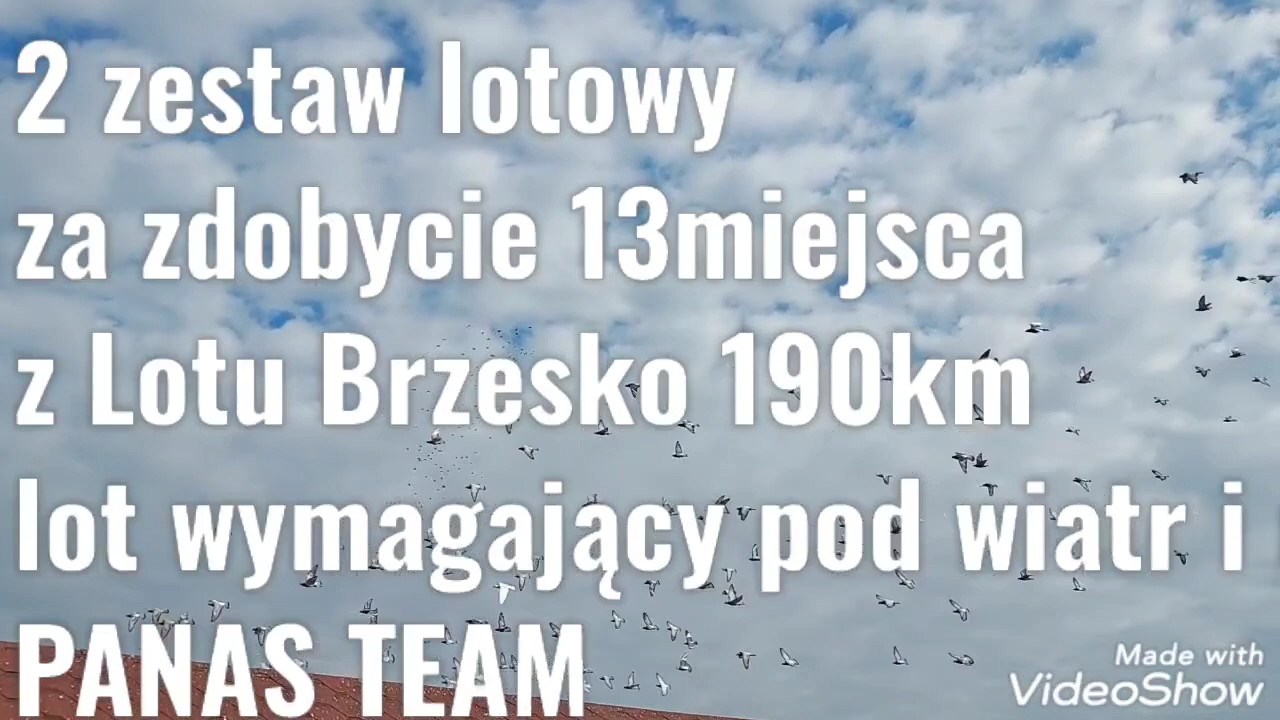 2 zestaw lotowy
za zdobycie 13miejsca
z Lotu Brzesko 190km
lot wymagający pod wiatr i
PANAS TEAM
Made with
VideoShow